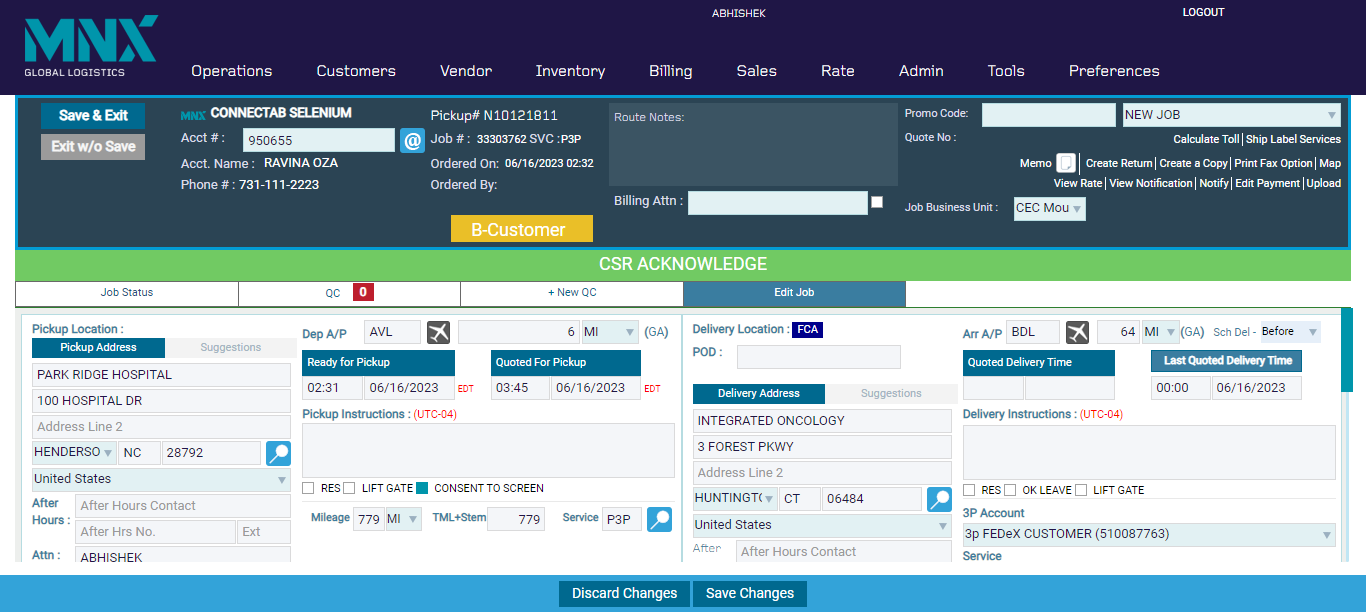 ABHISHEK
LOGOUT
MNX
GLOBAL LOGISTICS
Operations Customers Vendor Inventory Billing Sales Rate Admin Tools Preferences
Save & Exit
Exit w/o Save
MNX CONNECTAB SELENIUM
Acct # : 950655 @
Acct. Name : RAVINA OZA
Phone # : 731-111-2223
Pickup# N10121811
Job # : 33303762 SVC : P3P
Ordered On: 06/16/2023 02:32
Ordered By:
B-Customer
Route Notes:
Billing Attn :
Promo Code: NEW JOB
Quote No :
Calculate Toll | Ship Label Services
Memo | Create Return | Create a Copy | Print Fax Option | Map
View Rate | View Notification | Notify | Edit Payment | Upload
Job Business Unit : CEC Mou
CSR ACKNOWLEDGE
Job Status QC 0 + New QC Edit Job
Pickup Location :
Pickup Address Suggestions
PARK RIDGE HOSPITAL
100 HOSPITAL DR
Address Line 2
HENDERSO NC 28792
United States
After Hours : After Hours Contact
After Hrs No. Ext
Attn : ABHISHEK
Dep A/P AVL 6 MI (GA)
Ready for Pickup Quoted For Pickup
02:31 06/16/2023 EDT 03:45 06/16/2023 EDT
Pickup Instructions : (UTC-04)
RES LIFT GATE CONSENT TO SCREEN
Mileage 779 MI TML+Stem 779 Service P3P
Delivery Location : FCA
POD :
Delivery Address Suggestions
INTEGRATED ONCOLOGY
3 FOREST PKWY
Address Line 2
HUNTINGT CT 06484
United States
After After Hours Contact
Arr A/P BDL 64 MI (GA) Sch Del - Before
Quoted Delivery Time Last Quoted Delivery Time
00:00 06/16/2023
Delivery Instructions : (UTC-04)
RES OK LEAVE LIFT GATE
3P Account
3p FEDeX CUSTOMER (510087763)
Service
Discard Changes Save Changes